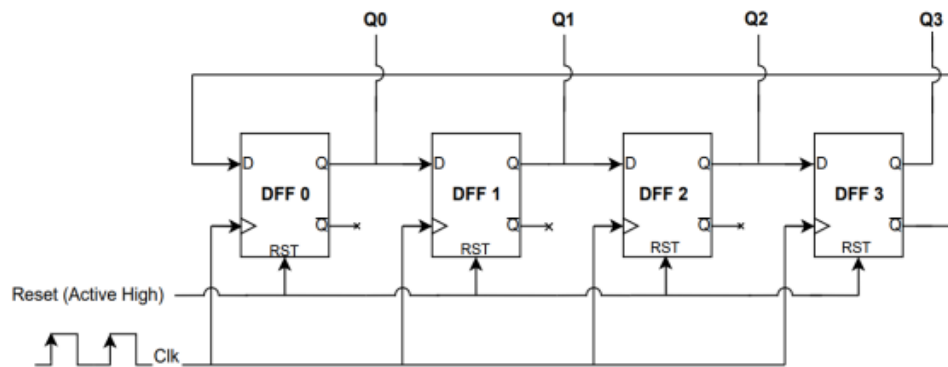 Q0 Q1 Q2 Q3
D Q D Q D Q D Q
DFF 0 DFF 1 DFF 2 DFF 3
Q̅ Q̅ Q̅ Q̅
RST RST RST RST
Reset (Active High)
Clk